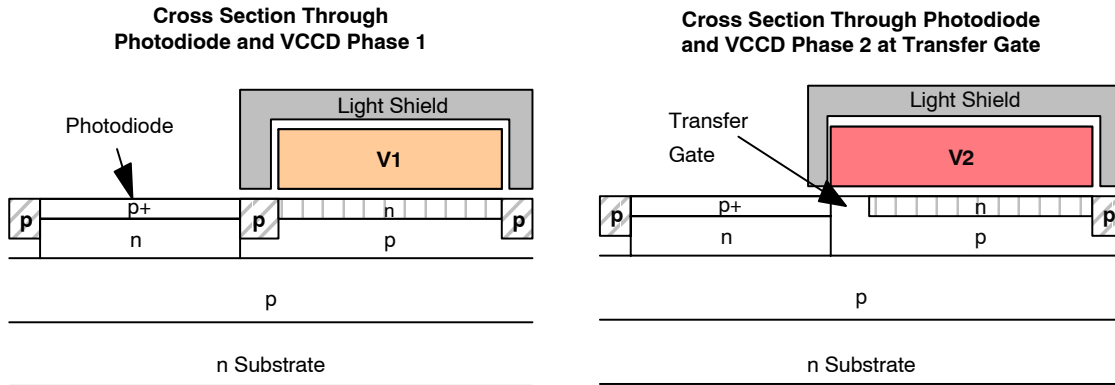 Cross Section Through
Photodiode and VCCD Phase 1
Light Shield
Photodiode
V1
p
p+
p
n
p
n
p
p
n Substrate
Cross Section Through Photodiode
and VCCD Phase 2 at Transfer Gate
Light Shield
Transfer
Gate
V2
p
p+
n
p
n
p
p
n Substrate